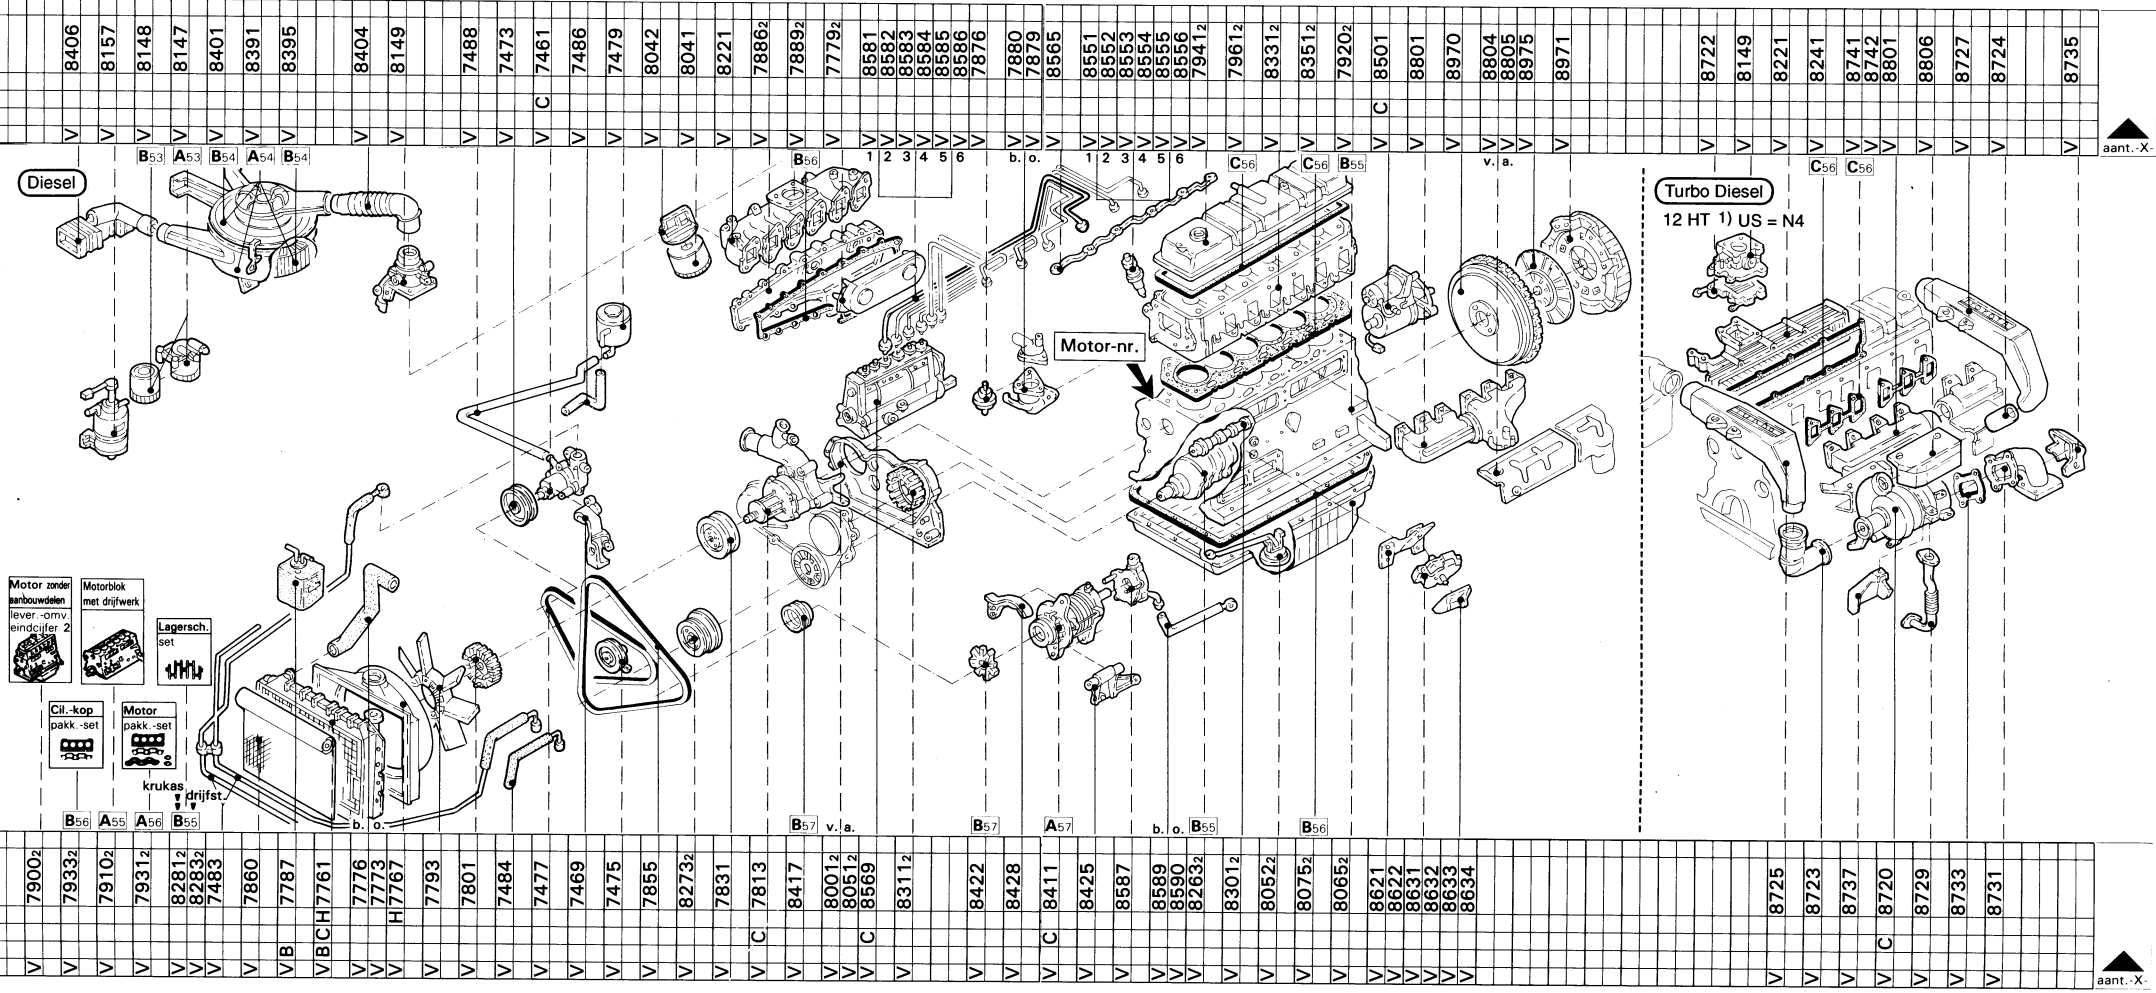 8406 8157 8148 8147 8401 8391 8395 8404 8149 7488 7473 7461 7486 7479 8042 8041 8221 78862 78892 77792 8581 8582 8583 8584 8585 8586 7876 7880 7879 8565 8551 8552 8553 8554 8555 8556 79412 79612 83312 83512 79202 8501 8801 8970 8804 8805 8975 8971 8722 8149 8221 8241 8741 8742 8801 8806 8727 8724 8735
C C
V V V V V V V V V V V V V V V V V V V V V V V V V V V V V V V V V V V V V V V V V V V V V V V V V V V V V V V V V V V
aant.-X-
B53 A53 B54 A54 B54 B56 1 2 3 4 5 6 b. o. 1 2 3 4 5 6 C56 C56 B55 v. a. C56 C56
Diesel
Turbo Diesel
12 HT 1) US = N4
Motor-nr.
Motor zonder
aanbouwdelen
lever.-omv.
eindcijfer 2
Motorblok
met drijfwerk
Lagersch.
set
Cil.-kop
pakk.-set
Motor
pakk.-set
krukas
drijfst.
B56 A55 A56 B55 b. o. B57 v. a. B57 A57 b. o. B55 B56
79002 79332 79102 79312 82812 82832 7483 7860 7787 7761 7776 7773 7767 7793 7801 7484 7477 7469 7475 7855 82732 7831 7813 8417 80012 80512 8569 83112 8422 8428 8411 8425 8587 8589 8590 82632 83012 80522 80752 80652 8621 8622 8631 8632 8633 8634 8725 8723 8737 8720 8729 8733 8731
B B C H H C C C C
V V V V V V V V V V V V V V V V V V V V V V V V V V V V V V V V V V V V V V V V V V V V V V V V V V V V V
aant.-X-